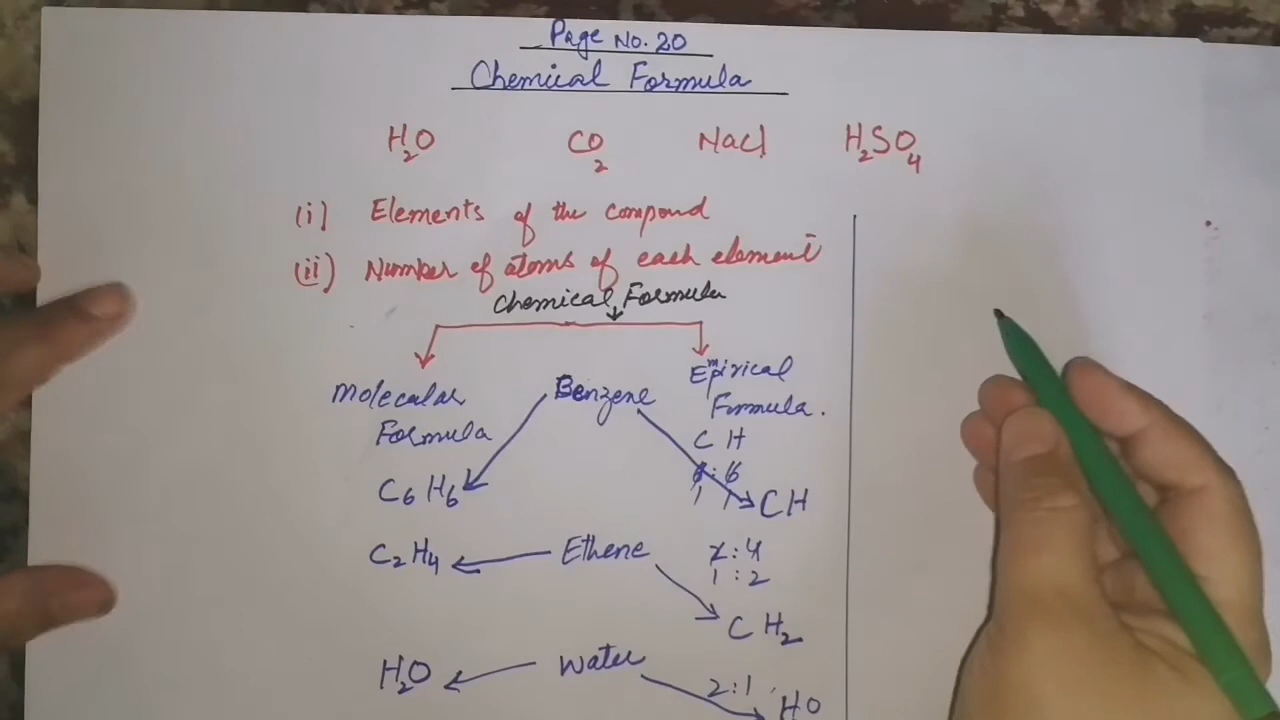 Page No. 20
Chemical Formula
H2O CO2 NaCl H2SO4
(i) Elements of the compound
(ii) Number of atoms of each element
Chemical Formula
Molecular Formula
Benzene
Empirical Formula.
C H
6 : 6
1 1
C6H6
CH
C2H4
Ethene
2 : 4
1 : 2
CH2
H2O
Water
2 : 1
HO